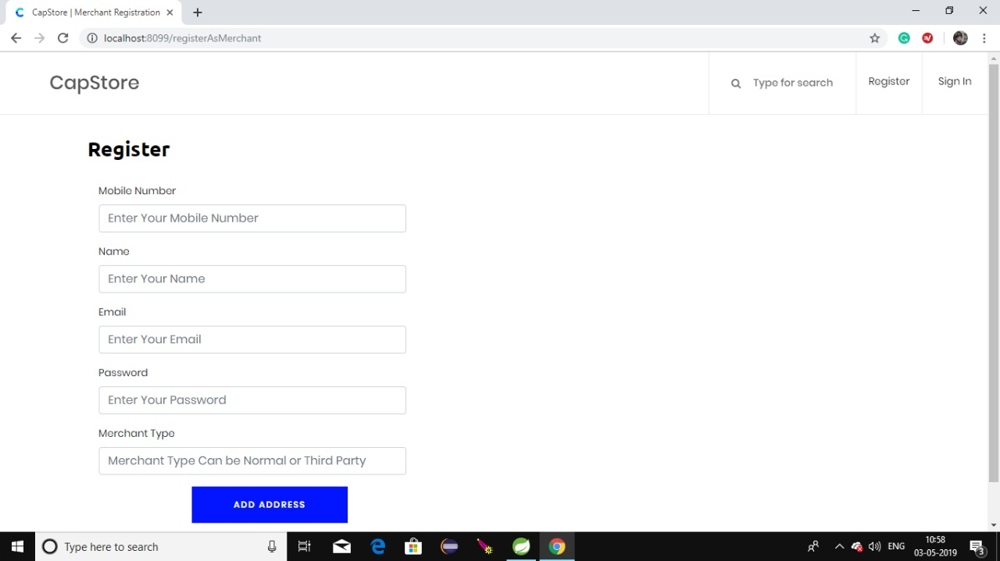 CapStore | Merchant Registration
localhost:8099/registerAsMerchant
CapStore
Type for search
Register
Sign In
Register
Mobile Number
Enter Your Mobile Number
Name
Enter Your Name
Email
Enter Your Email
Password
Enter Your Password
Merchant Type
Merchant Type Can be Normal or Third Party
ADD ADDRESS
Type here to search
ENG
10:58
03-05-2019
3